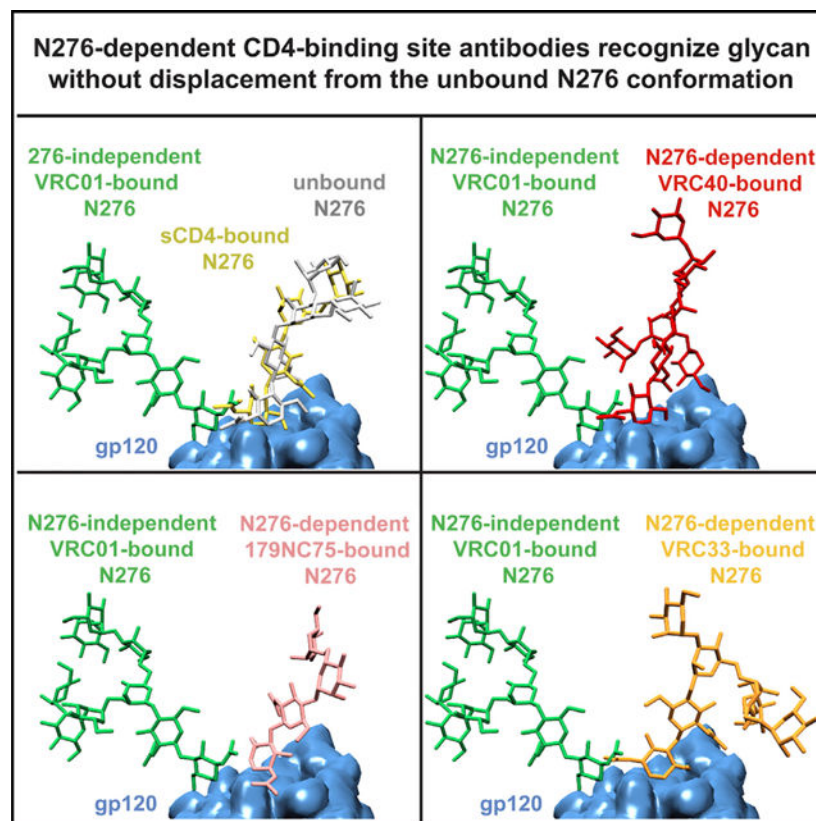 N276-dependent CD4-binding site antibodies recognize glycan
without displacement from the unbound N276 conformation
276-independent
VRC01-bound
N276
unbound
N276
sCD4-bound
N276
gp120
N276-independent
VRC01-bound
N276
N276-dependent
VRC40-bound
N276
gp120
N276-independent
VRC01-bound
N276
N276-dependent
179NC75-bound
N276
gp120
N276-independent
VRC01-bound
N276
N276-dependent
VRC33-bound
N276
gp120